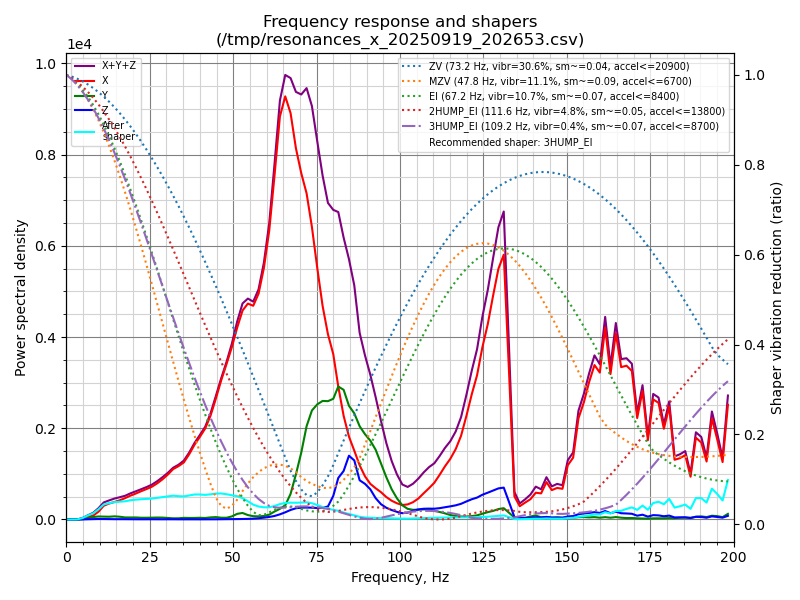 Frequency response and shapers
(/tmp/resonances_x_20250919_202653.csv)
1e4
X+Y+Z
X
Y
Z
After
shaper
ZV (73.2 Hz, vibr=30.6%, sm~=0.04, accel<=20900)
MZV (47.8 Hz, vibr=11.1%, sm~=0.09, accel<=6700)
EI (67.2 Hz, vibr=10.7%, sm~=0.07, accel<=8400)
2HUMP_EI (111.6 Hz, vibr=4.8%, sm~=0.05, accel<=13800)
3HUMP_EI (109.2 Hz, vibr=0.4%, sm~=0.07, accel<=8700)
Recommended shaper: 3HUMP_EI
Power spectral density
1.0
0.8
0.6
0.4
0.2
0.0
Shaper vibration reduction (ratio)
1.0
0.8
0.6
0.4
0.2
0.0
0 25 50 75 100 125 150 175 200
Frequency, Hz